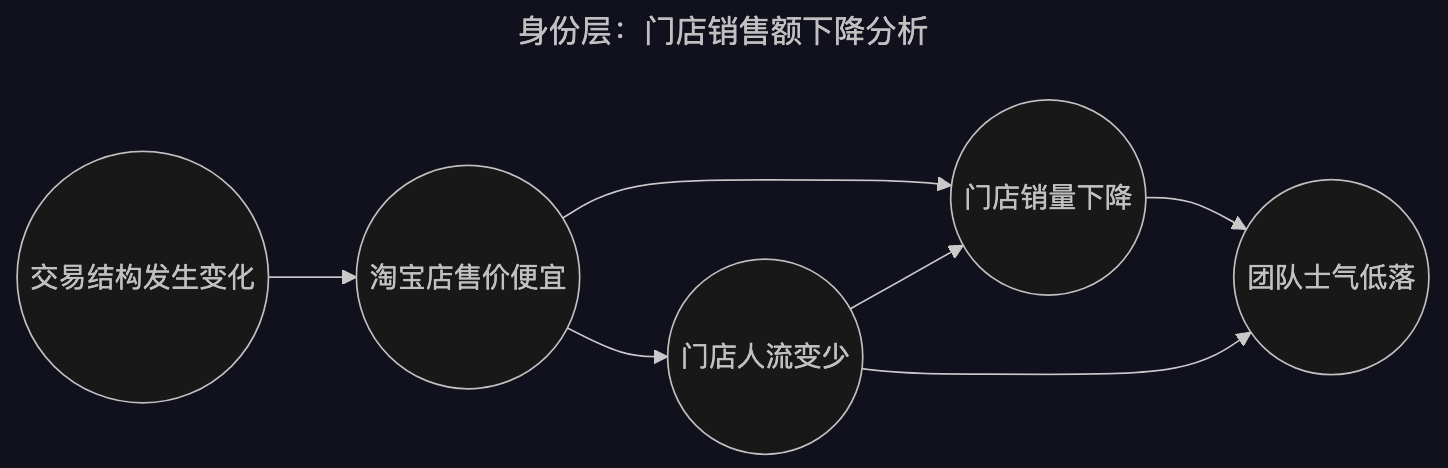 身份层：门店销售额下降分析
交易结构发生变化
淘宝店售价便宜
门店人流变少
门店销量下降
团队士气低落